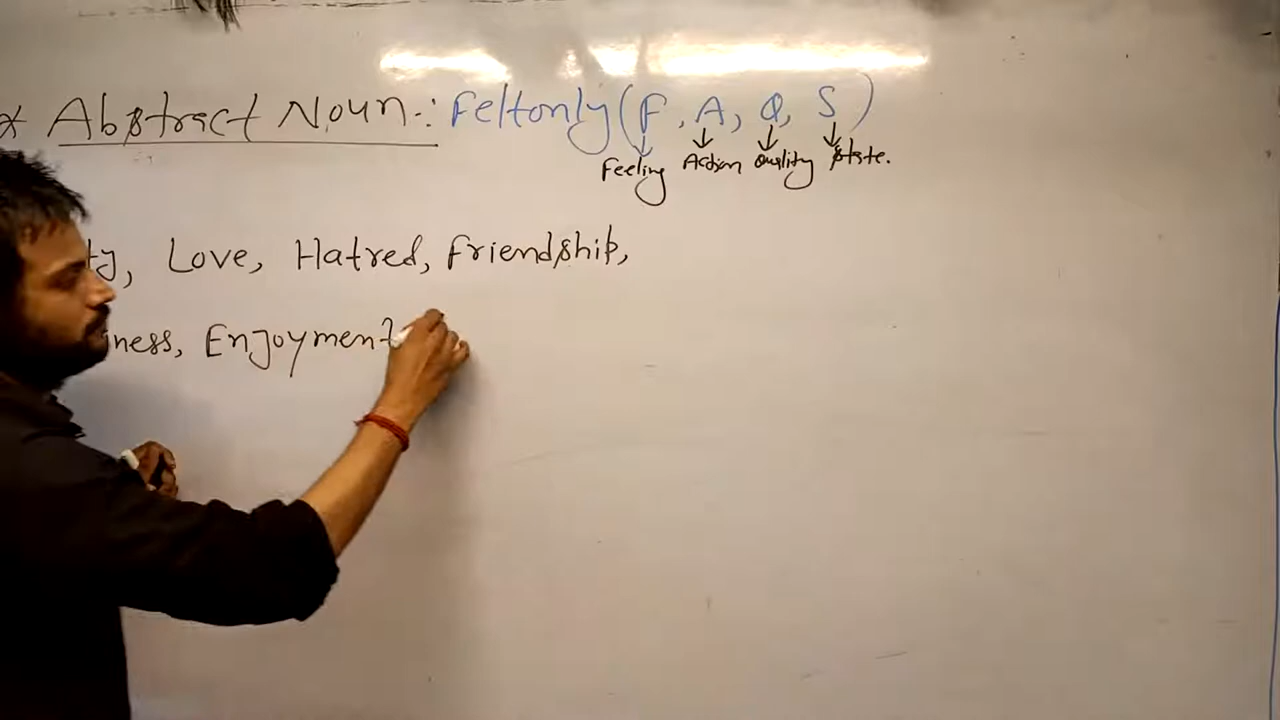 * Abstract Noun:- Feltonly (F, A, Q, S)
Feeling Action Quality State.
Love, Hatred, Friendship,
Enjoyment